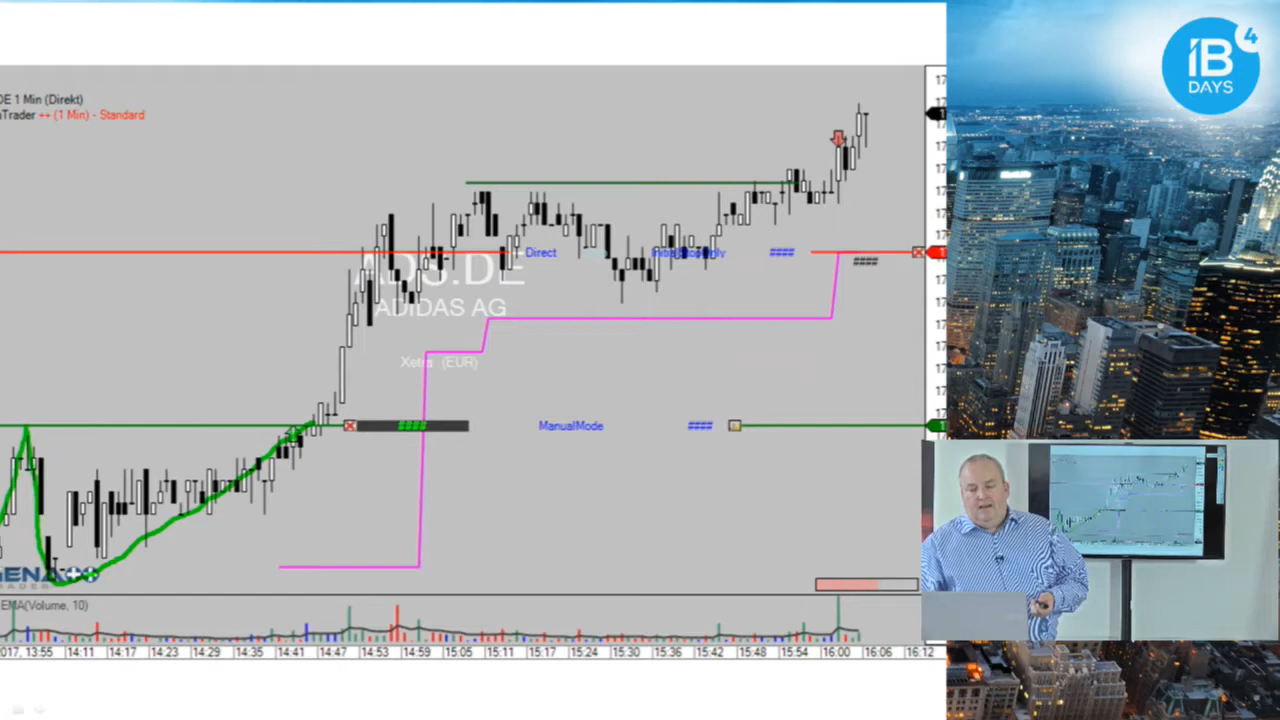 DE 1 Min (Direkt)
Trader ++ (1 Min) - Standard
Direct
####
####
ADS.DE
ADIDAS AG
Xetra (EUR)
####
ManualMode
####
EMA(Volume, 10)
2017, 13:55 14:11 14:17 14:23 14:29 14:35 14:41 14:47 14:53 14:59 15:05 15:11 15:17 15:24 15:30 15:36 15:42 15:48 15:54 16:00 16:06 16:12
iB 4
DAYS